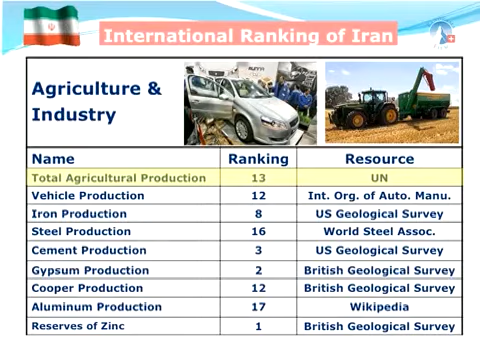 International Ranking of Iran
Agriculture &
Industry
Name Ranking Resource
Total Agricultural Production 13 UN
Vehicle Production 12 Int. Org. of Auto. Manu.
Iron Production 8 US Geological Survey
Steel Production 16 World Steel Assoc.
Cement Production 3 US Geological Survey
Gypsum Production 2 British Geological Survey
Cooper Production 12 British Geological Survey
Aluminum Production 17 Wikipedia
Reserves of Zinc 1 British Geological Survey